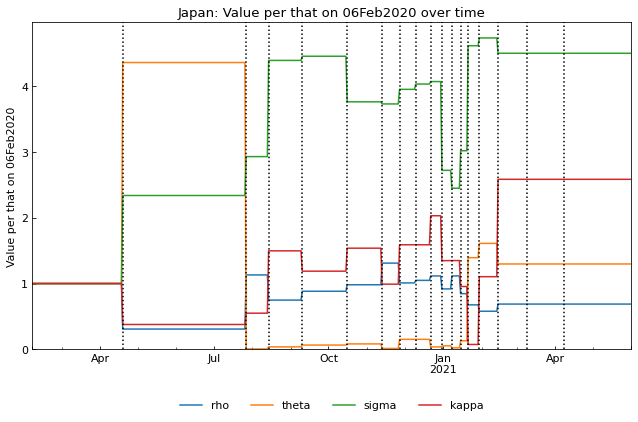 Japan: Value per that on 06Feb2020 over time
Value per that on 06Feb2020
4
3
2
1
0
Apr Jul Oct Jan Apr
2021
rho theta sigma kappa